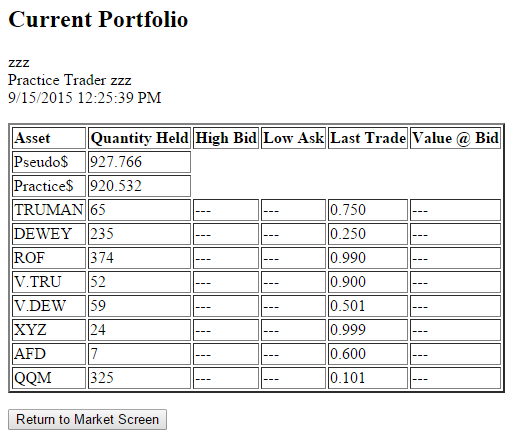 Current Portfolio
zzz
Practice Trader zzz
9/15/2015 12:25:39 PM
Asset Quantity Held High Bid Low Ask Last Trade Value @ Bid
Pseudo$ 927.766
Practice$ 920.532
TRUMAN 65 --- --- 0.750 ---
DEWEY 235 --- --- 0.250 ---
ROF 374 --- --- 0.990 ---
V.TRU 52 --- --- 0.900 ---
V.DEW 59 --- --- 0.501 ---
XYZ 24 --- --- 0.999 ---
AFD 7 --- --- 0.600 ---
QQM 325 --- --- 0.101 ---
Return to Market Screen